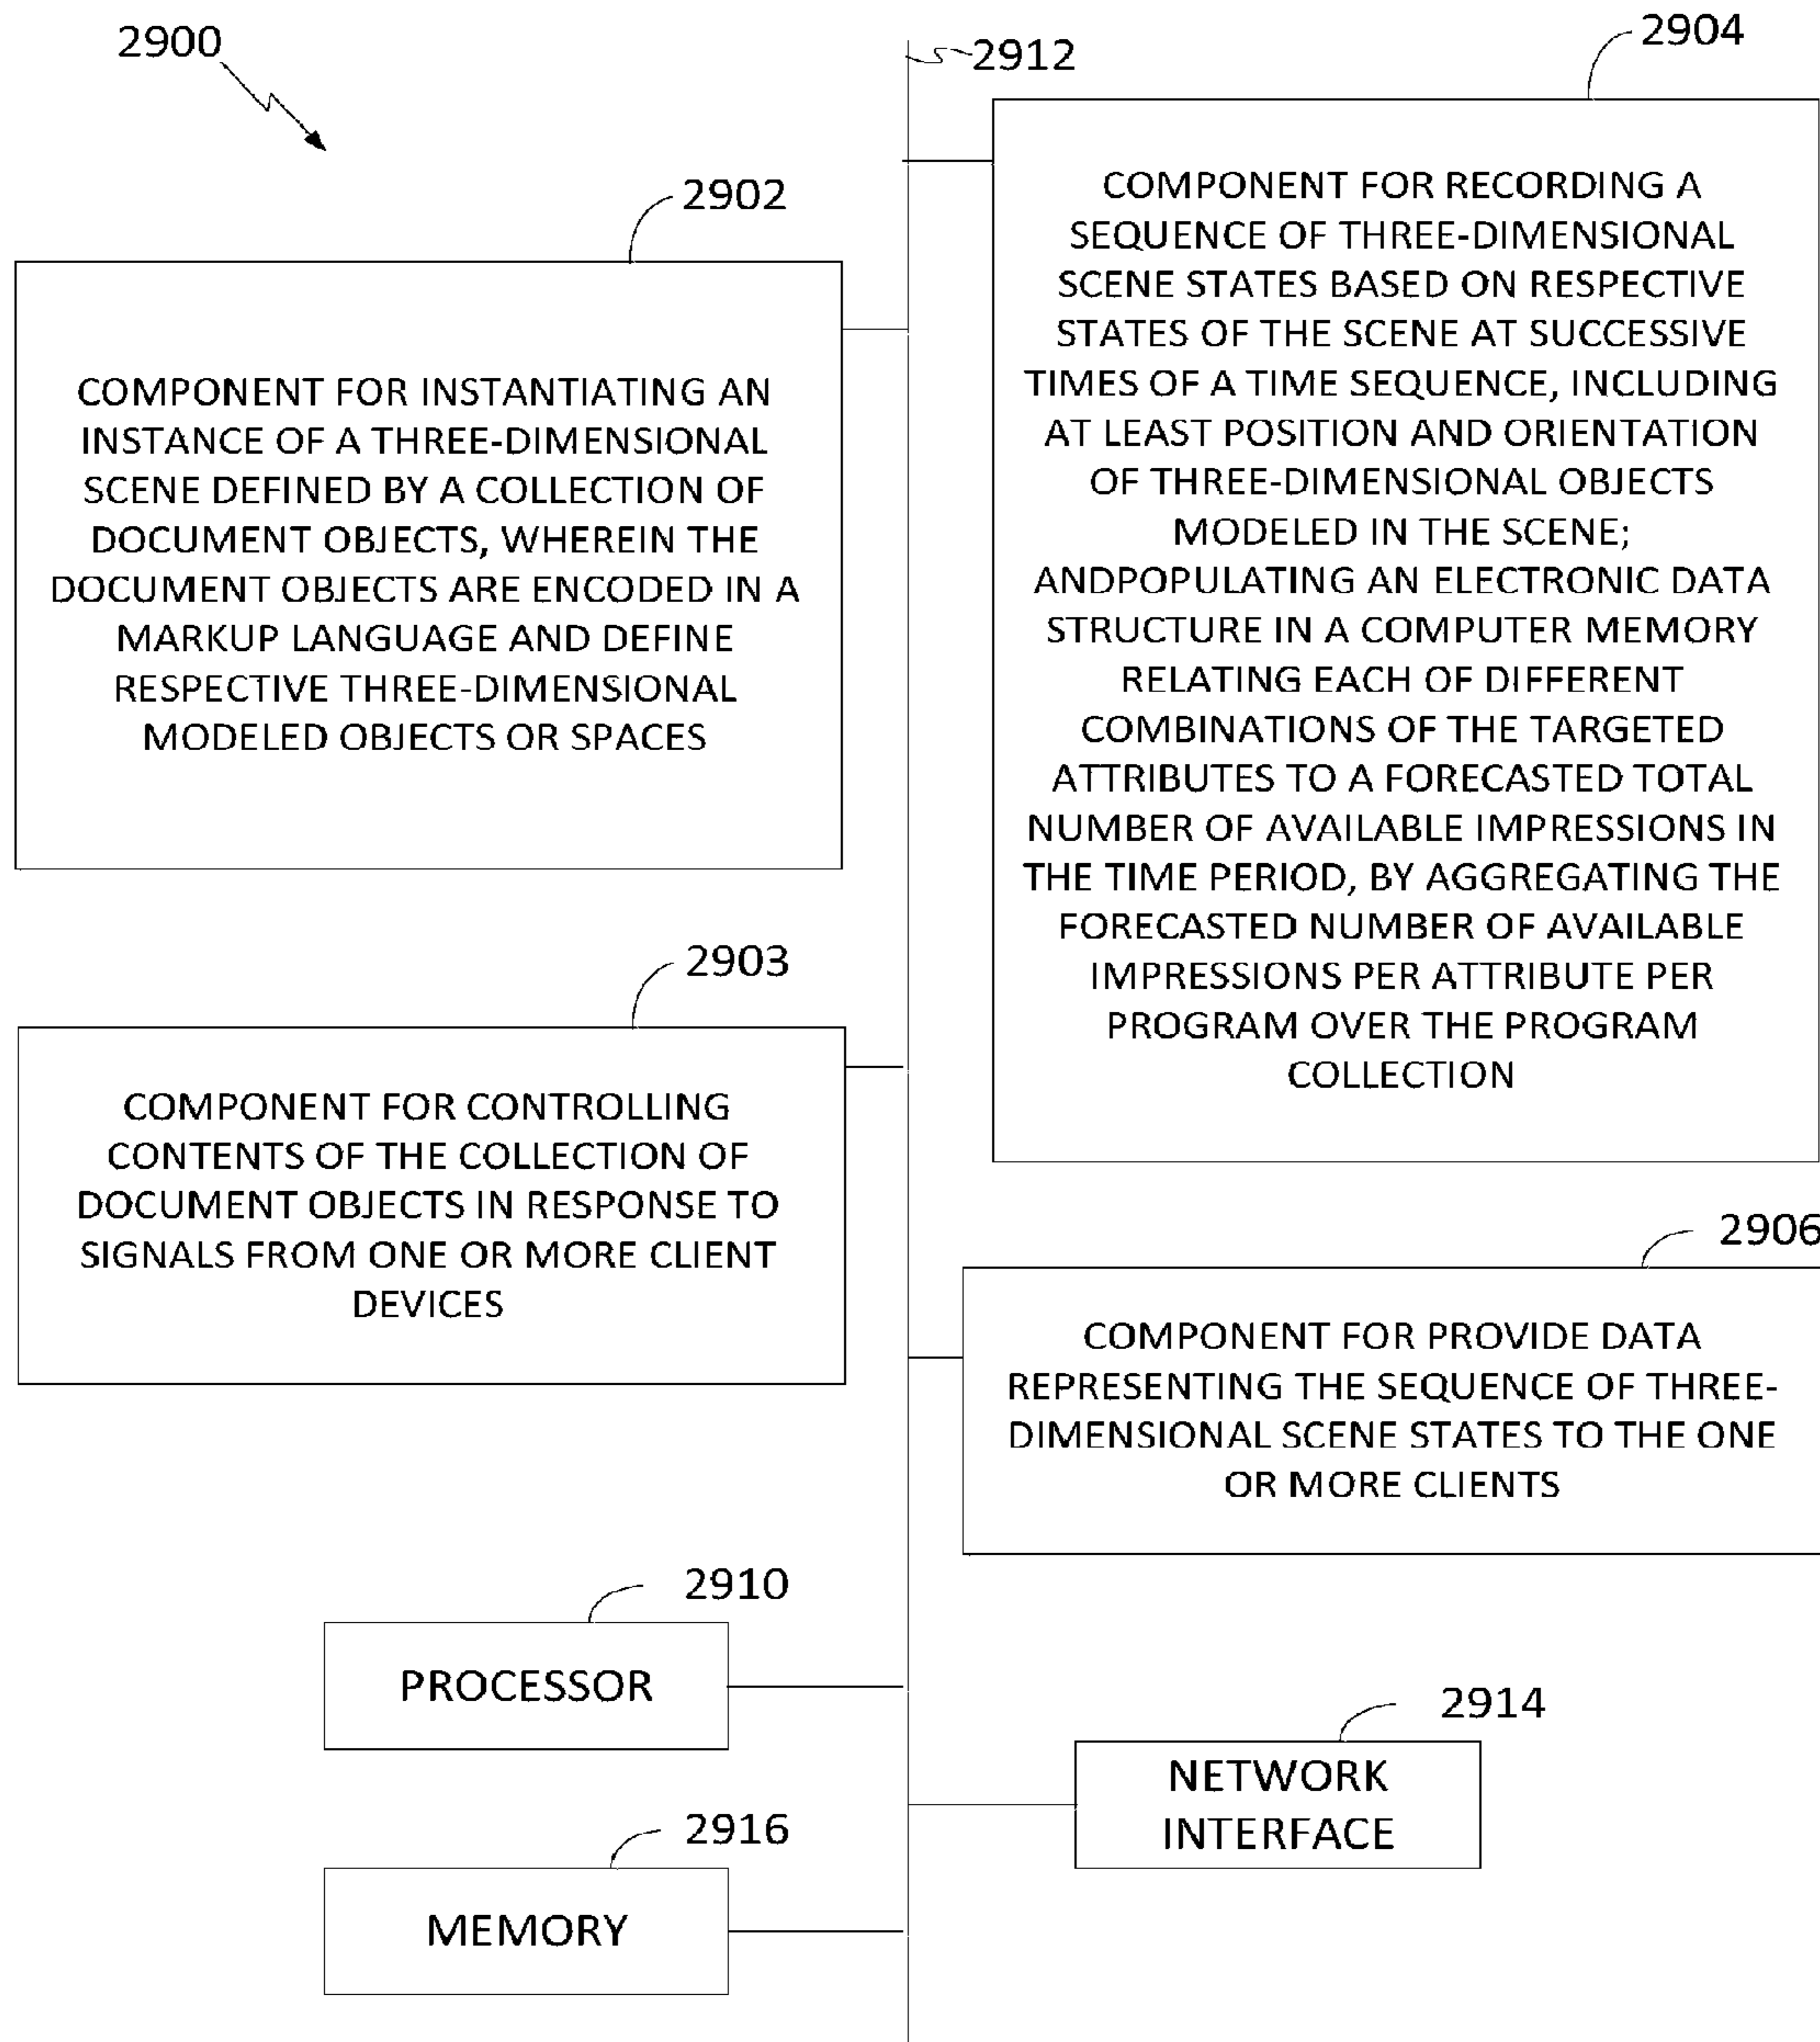 2900
2912
2904
2902
COMPONENT FOR INSTANTIATING AN
INSTANCE OF A THREE-DIMENSIONAL
SCENE DEFINED BY A COLLECTION OF
DOCUMENT OBJECTS, WHEREIN THE
DOCUMENT OBJECTS ARE ENCODED IN A
MARKUP LANGUAGE AND DEFINE
RESPECTIVE THREE-DIMENSIONAL
MODELED OBJECTS OR SPACES
COMPONENT FOR RECORDING A
SEQUENCE OF THREE-DIMENSIONAL
SCENE STATES BASED ON RESPECTIVE
STATES OF THE SCENE AT SUCCESSIVE
TIMES OF A TIME SEQUENCE, INCLUDING
AT LEAST POSITION AND ORIENTATION
OF THREE-DIMENSIONAL OBJECTS
MODELED IN THE SCENE;
ANDPOPULATING AN ELECTRONIC DATA
STRUCTURE IN A COMPUTER MEMORY
RELATING EACH OF DIFFERENT
COMBINATIONS OF THE TARGETED
ATTRIBUTES TO A FORECASTED TOTAL
NUMBER OF AVAILABLE IMPRESSIONS IN
THE TIME PERIOD, BY AGGREGATING THE
FORECASTED NUMBER OF AVAILABLE
IMPRESSIONS PER ATTRIBUTE PER
PROGRAM OVER THE PROGRAM
COLLECTION
2903
COMPONENT FOR CONTROLLING
CONTENTS OF THE COLLECTION OF
DOCUMENT OBJECTS IN RESPONSE TO
SIGNALS FROM ONE OR MORE CLIENT
DEVICES
2906
COMPONENT FOR PROVIDE DATA
REPRESENTING THE SEQUENCE OF THREE-
DIMENSIONAL SCENE STATES TO THE ONE
OR MORE CLIENTS
2910
PROCESSOR
2914
NETWORK
INTERFACE
2916
MEMORY